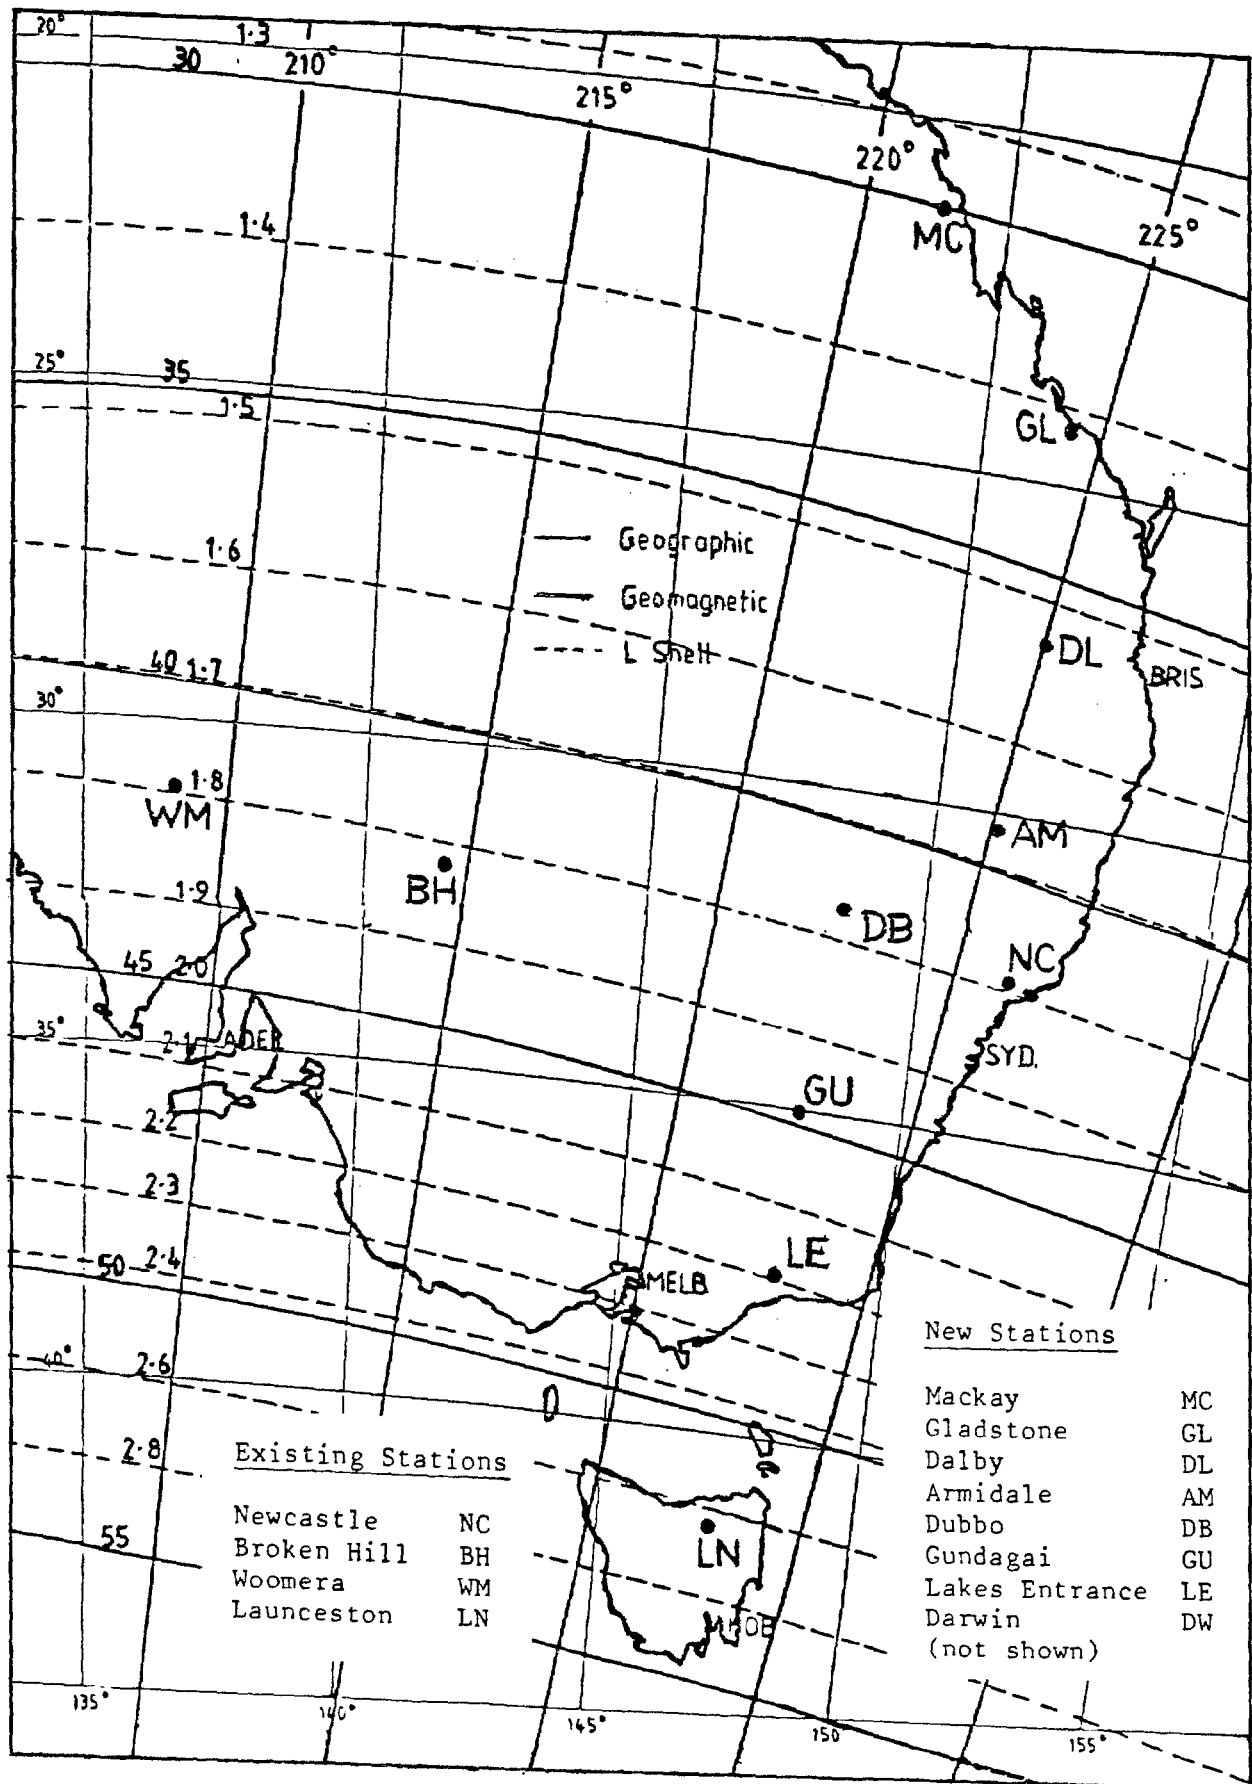 20°
1·3
30
210°
215°
220°
225°
MC
1·4
25°
35
1·5
GL
1·6
Geographic
Geomagnetic
L Shell
DL
BRIS.
40 1·7
30°
1·8
WM
AM
BH
1·9
DB
NC
45 2·0
35°
2·1
ADEL
SYD.
GU
2·2
2·3
LE
50 2·4
MELB.
40°
2·6
2·8
55
LN
HOB
Existing Stations
Newcastle NC
Broken Hill BH
Woomera WM
Launceston LN
New Stations
Mackay MC
Gladstone GL
Dalby DL
Armidale AM
Dubbo DB
Gundagai GU
Lakes Entrance LE
Darwin DW
(not shown)
135°
140°
145°
150
155°